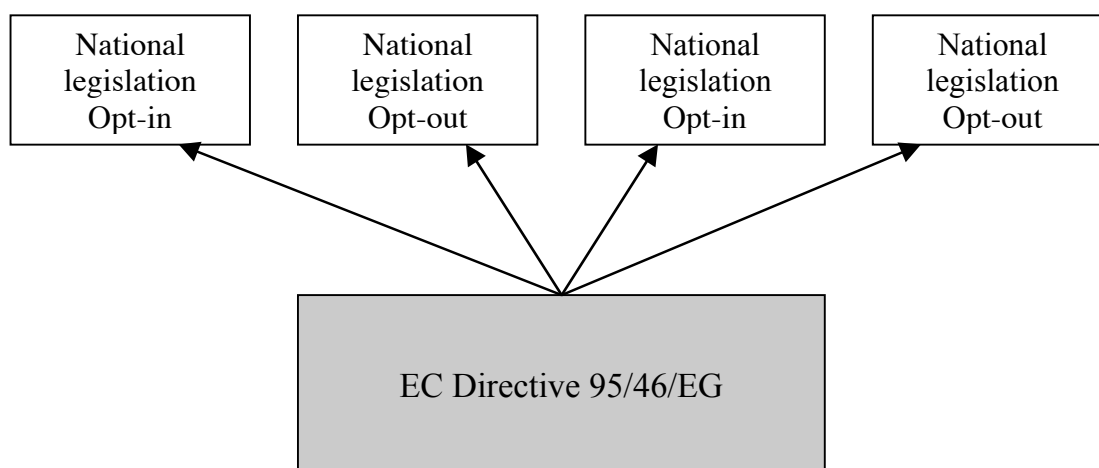 National
legislation
Opt-in
National
legislation
Opt-out
National
legislation
Opt-in
National
legislation
Opt-out
EC Directive 95/46/EG